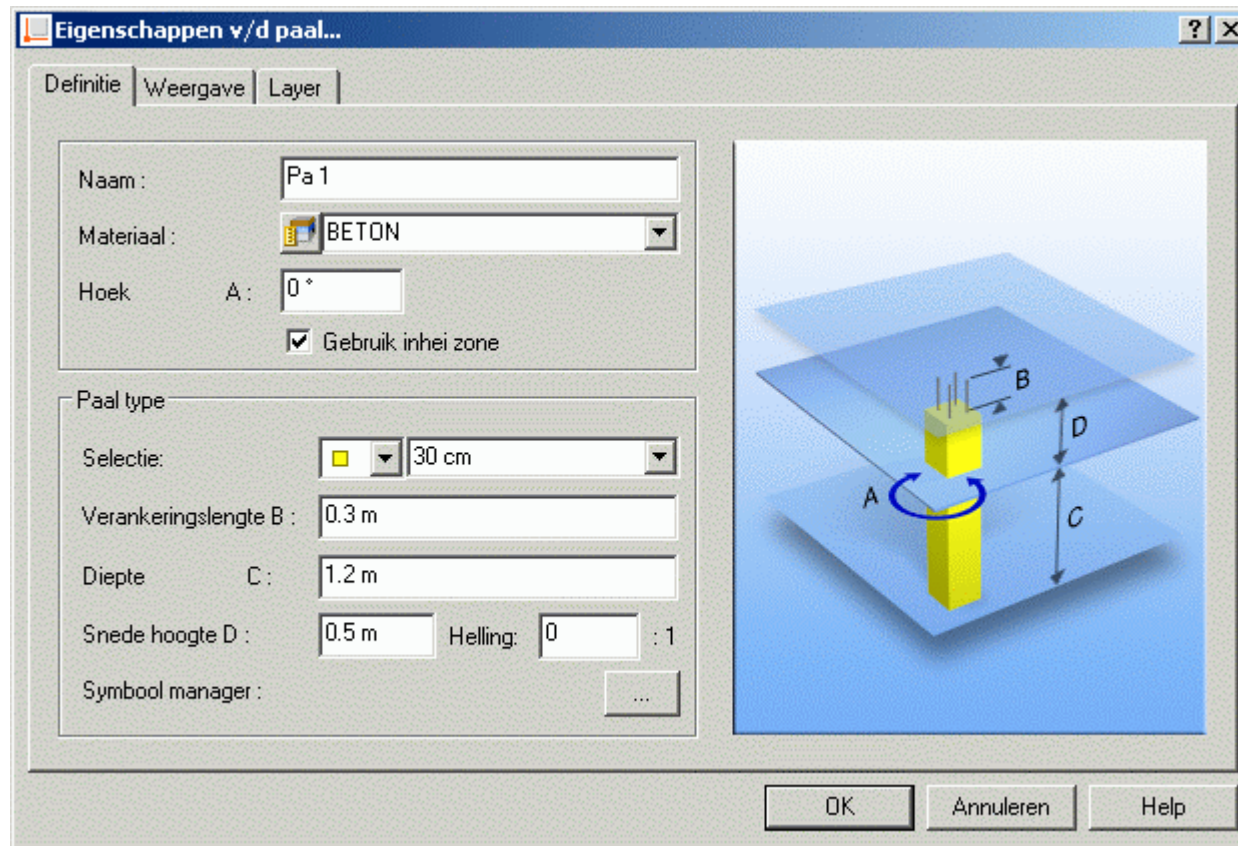 Eigenschappen v/d paal...
Definitie Weergave Layer
Naam : Pa 1
Materiaal : BETON
Hoek A : 0 °
Gebruik inhei zone
Paal type
Selectie: 30 cm
Verankeringslengte B : 0.3 m
Diepte C : 1.2 m
Snede hoogte D : 0.5 m Helling: 0 : 1
Symbool manager : ...
B
D
A
C
OK Annuleren Help